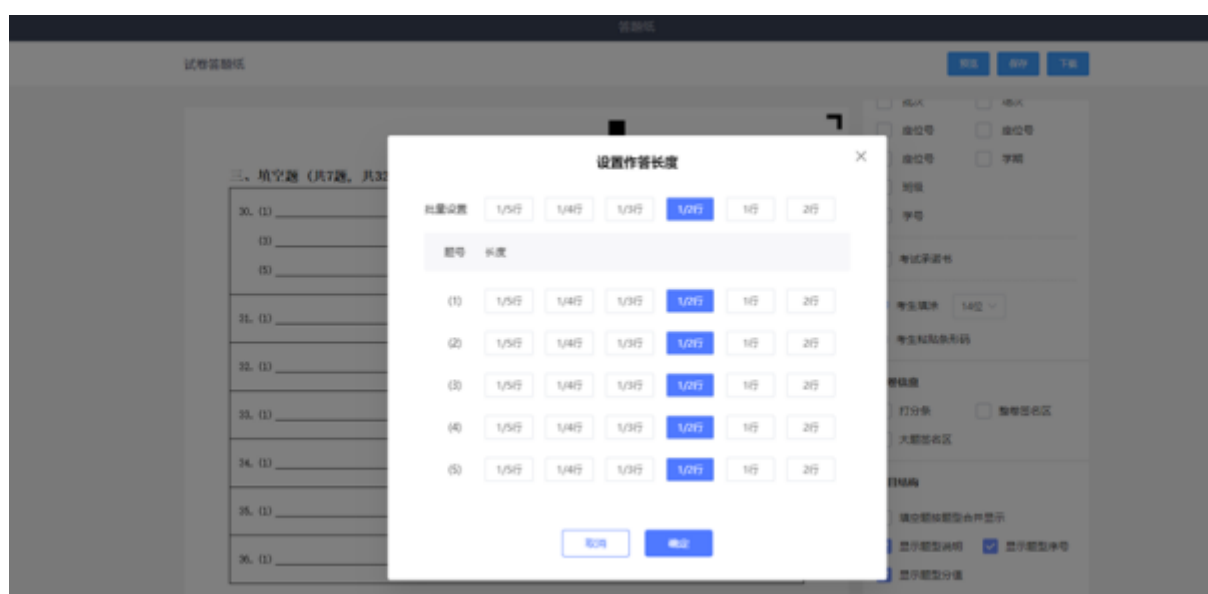 答题纸
试卷答题纸
预览 保存 下载
批次 场次
座位号 座位号
座位号 学期
班级
学号
考试承诺书
考生填涂 14位
考生粘贴条形码
打分条 整卷签名区
大题签名区
填空题按题型合并显示
显示题型说明 显示题型序号
显示题型分值
三、填空题(共7题,共32
30. (1)
(3)
(5)
31. (1)
32. (1)
33. (1)
34. (1)
35. (1)
36. (1)
设置作答长度
批量设置 1/5行 1/4行 1/3行 1/2行 1行 2行
题号 长度
(1) 1/5行 1/4行 1/3行 1/2行 1行 2行
(2) 1/5行 1/4行 1/3行 1/2行 1行 2行
(3) 1/5行 1/4行 1/3行 1/2行 1行 2行
(4) 1/5行 1/4行 1/3行 1/2行 1行 2行
(5) 1/5行 1/4行 1/3行 1/2行 1行 2行
取消 确定